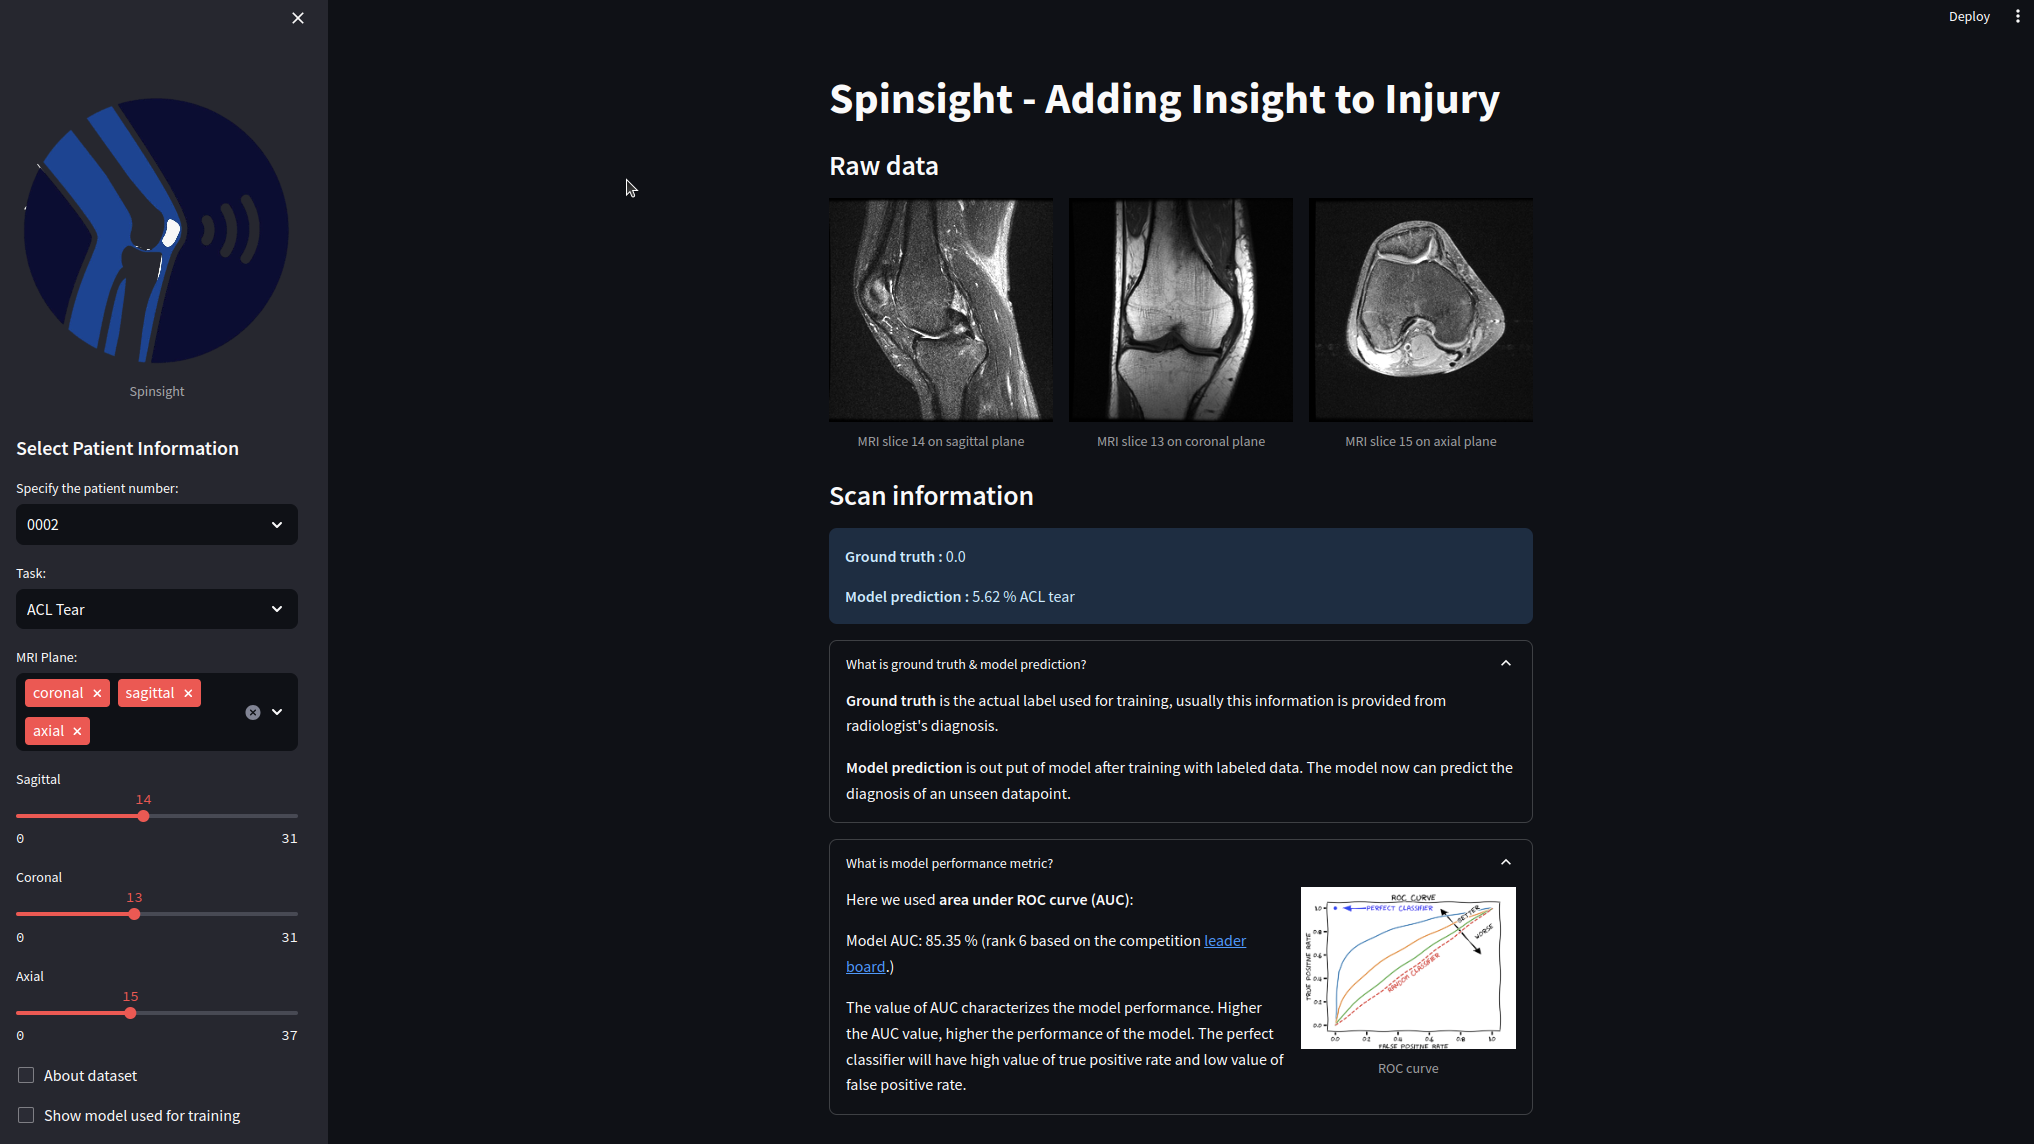 Deploy
Spinsight
Select Patient Information
Specify the patient number:
0002
Task:
ACL Tear
MRI Plane:
coronal
sagittal
axial
Sagittal
14
0 31
Coronal
13
0 31
Axial
15
0 37
About dataset
Show model used for training
Spinsight - Adding Insight to Injury
Raw data
MRI slice 14 on sagittal plane
MRI slice 13 on coronal plane
MRI slice 15 on axial plane
Scan information
Ground truth : 0.0
Model prediction : 5.62 % ACL tear
What is ground truth & model prediction?
Ground truth is the actual label used for training, usually this information is provided from
radiologist's diagnosis.
Model prediction is out put of model after training with labeled data. The model now can predict the
diagnosis of an unseen datapoint.
What is model performance metric?
Here we used area under ROC curve (AUC):
Model AUC: 85.35 % (rank 6 based on the competition leader
board.)
The value of AUC characterizes the model performance. Higher
the AUC value, higher the performance of the model. The perfect
classifier will have high value of true positive rate and low value of
false positive rate.
ROC CURVE
PERFECT CLASSIFIER
BETTER
WORSE
RANDOM CLASSIFIER
TRUE POSITIVE RATE
1.0
0.8
0.6
0.4
0.2
0.0
0.0 0.2 0.4 0.6 0.8 1.0
FALSE POSITIVE RATE
ROC curve